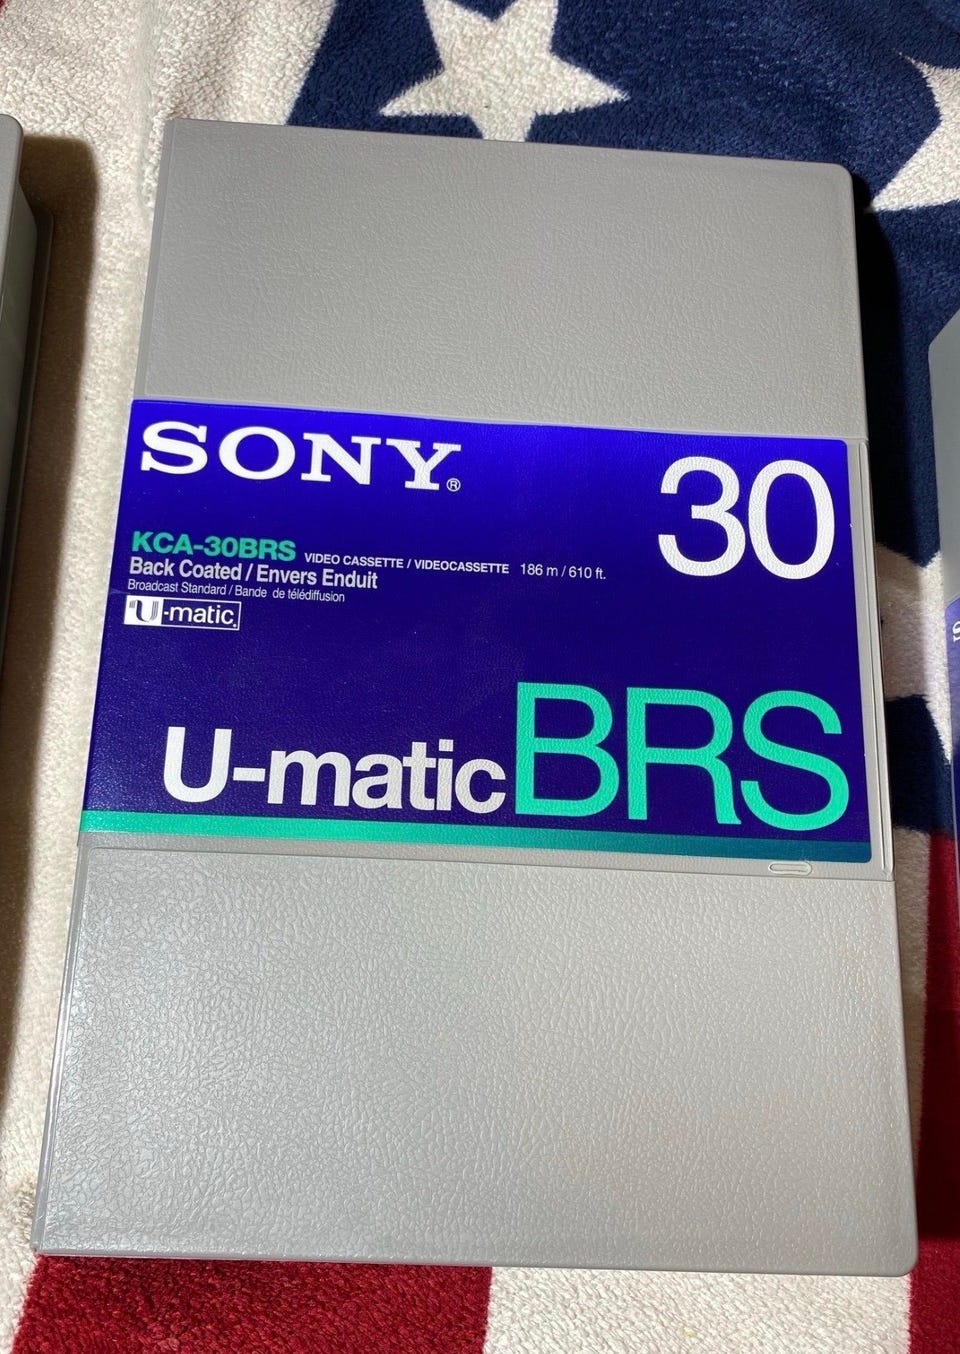 SONY®
30
KCA-30BRS VIDEO CASSETTE / VIDEOCASSETTE 186 m / 610 ft.
Back Coated / Envers Enduit
Broadcast Standard / Bande de télédiffusion
U-matic
U-matic BRS